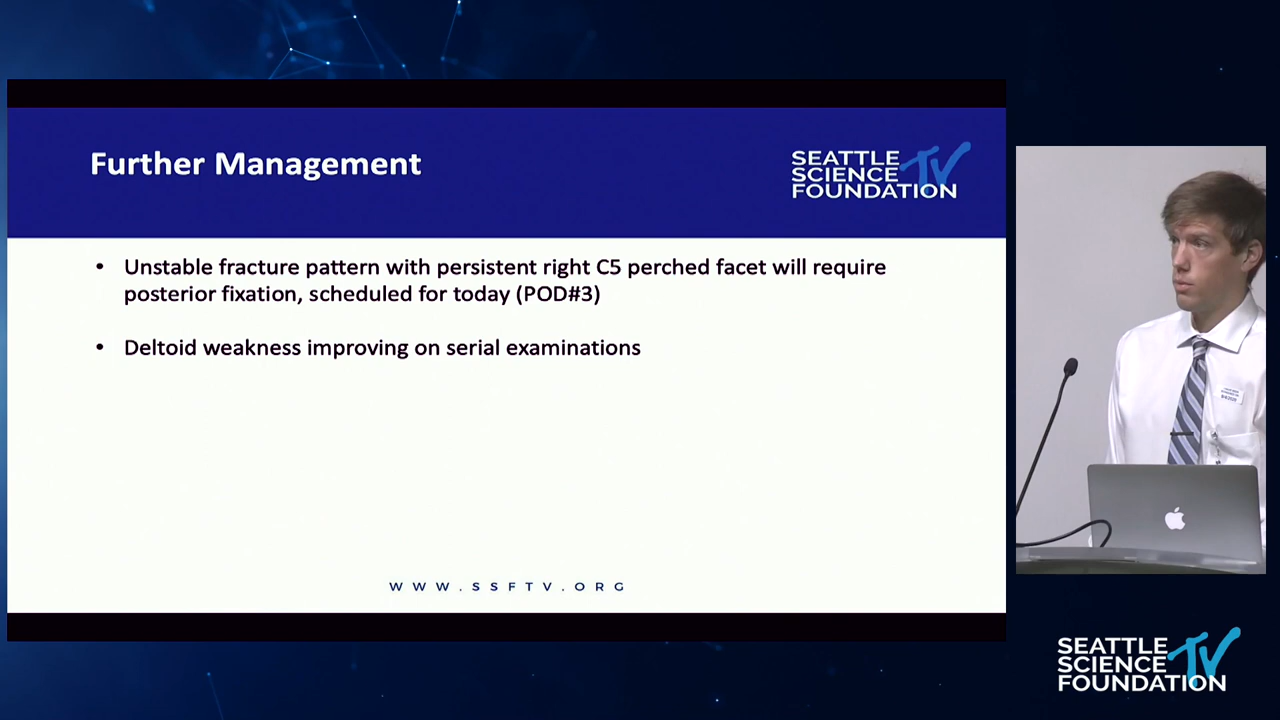 Further Management
SEATTLE TV
SCIENCE
FOUNDATION
• Unstable fracture pattern with persistent right C5 perched facet will require
posterior fixation, scheduled for today (POD#3)
• Deltoid weakness improving on serial examinations
WWW.SSFTV.ORG
SEATTLE TV
SCIENCE
FOUNDATION